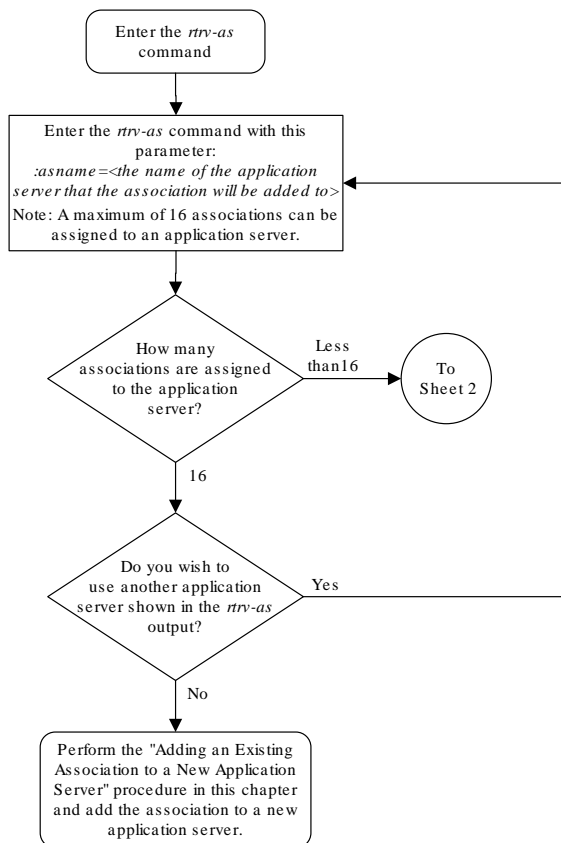 Enter the rtrv-as
command
Enter the rtrv-as command with this
parameter:
:asname=<the name of the application
server that the association will be added to>
Note: A maximum of 16 associations can be
assigned to an application server.
How many
associations are assigned
to the application
server?
Less
than16
To
Sheet 2
16
Do you wish to
use another application
server shown in the rtrv-as
output?
Yes
No
Perform the "Adding an Existing
Association to a New Application
Server" procedure in this chapter
and add the association to a new
application server.